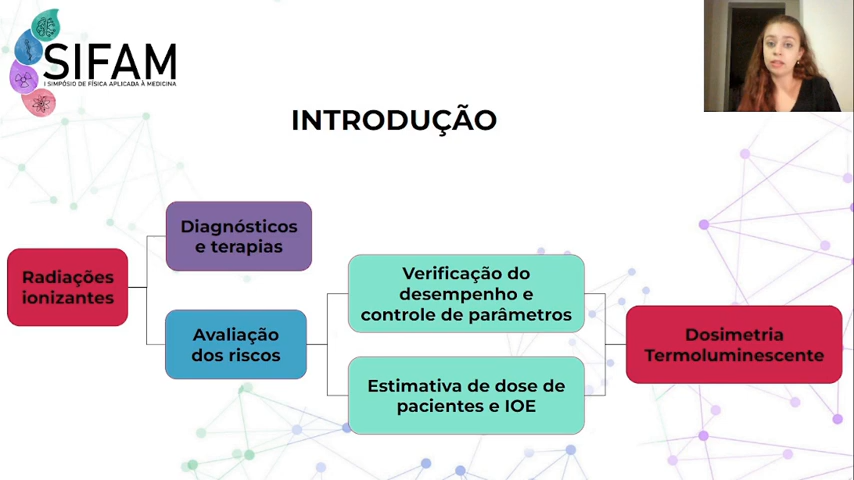 SIFAM
I SIMPÓSIO DE FÍSICA APLICADA À MEDICINA
INTRODUÇÃO
Radiações
ionizantes
Diagnósticos
e terapias
Avaliação
dos riscos
Verificação do
desempenho e
controle de parâmetros
Estimativa de dose de
pacientes e IOE
Dosimetria
Termoluminescente